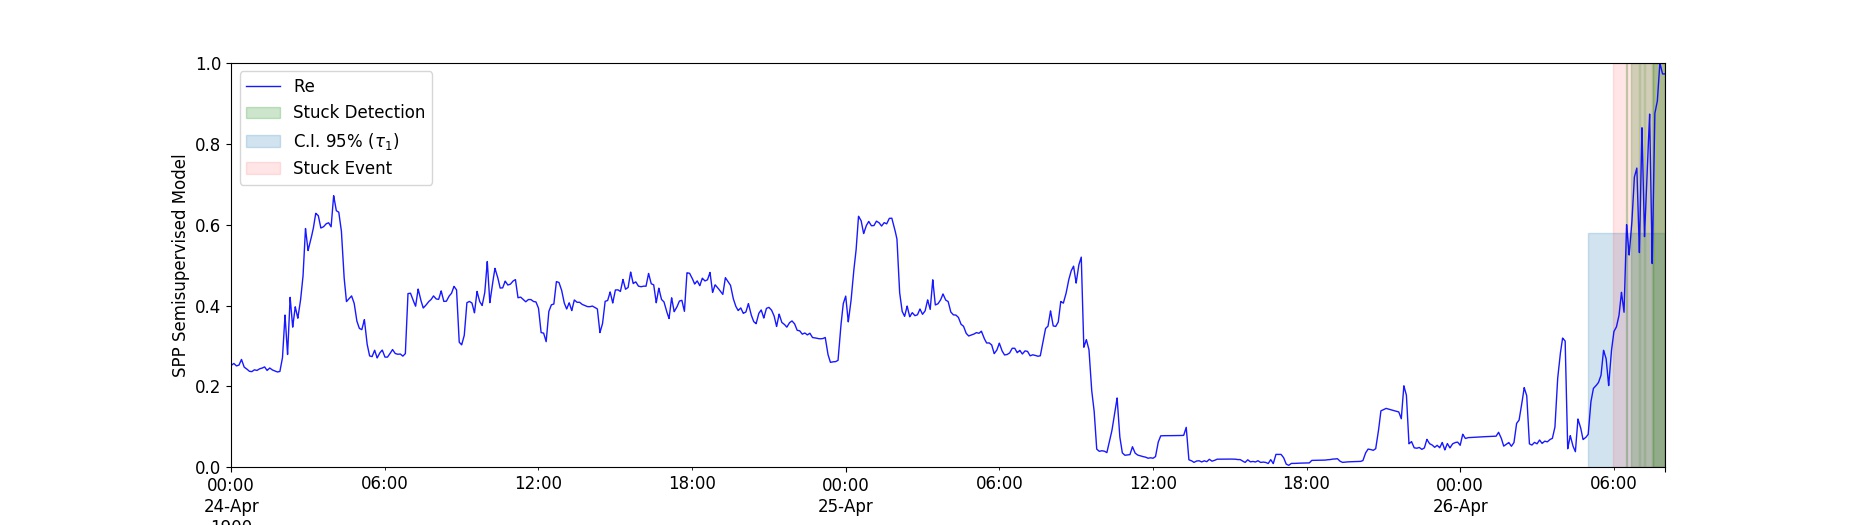 1.0
0.8
0.6
0.4
0.2
0.0
SPP Semisupervised Model
Re
Stuck Detection
C.I. 95% (τ₁)
Stuck Event
00:00 06:00 12:00 18:00 00:00 06:00 12:00 18:00 00:00 06:00
24-Apr 25-Apr 26-Apr
1900